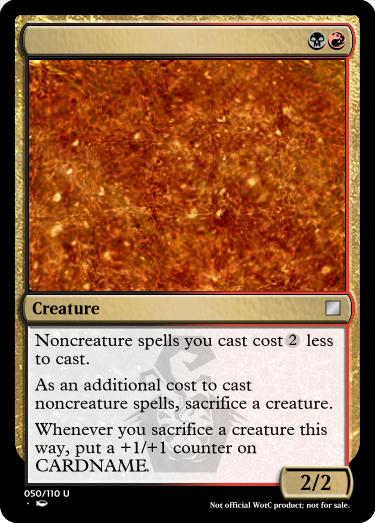 Creature
Noncreature spells you cast cost 2 less
to cast.
As an additional cost to cast
noncreature spells, sacrifice a creature.
Whenever you sacrifice a creature this
way, put a +1/+1 counter on
CARDNAME.
2/2
050/110 U
Not official WotC product; not for sale.